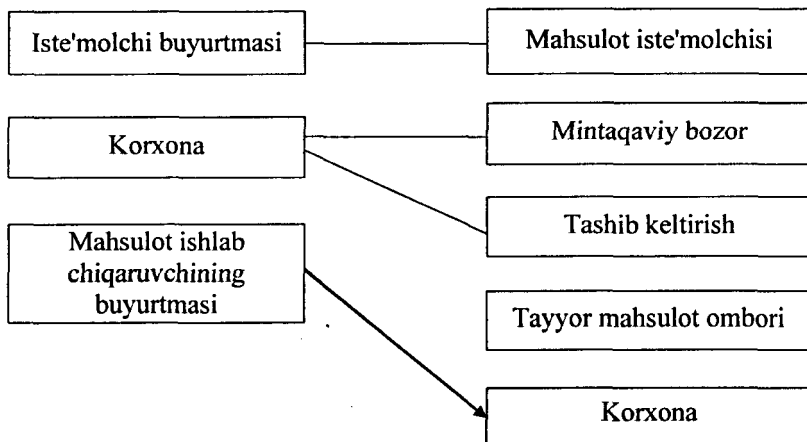 Iste'molchi buyurtmasi
Mahsulot iste'molchisi
Korxona
Mintaqaviy bozor
Tashib keltirish
Mahsulot ishlab
chiqaruvchining
buyurtmasi
Tayyor mahsulot ombori
Korxona